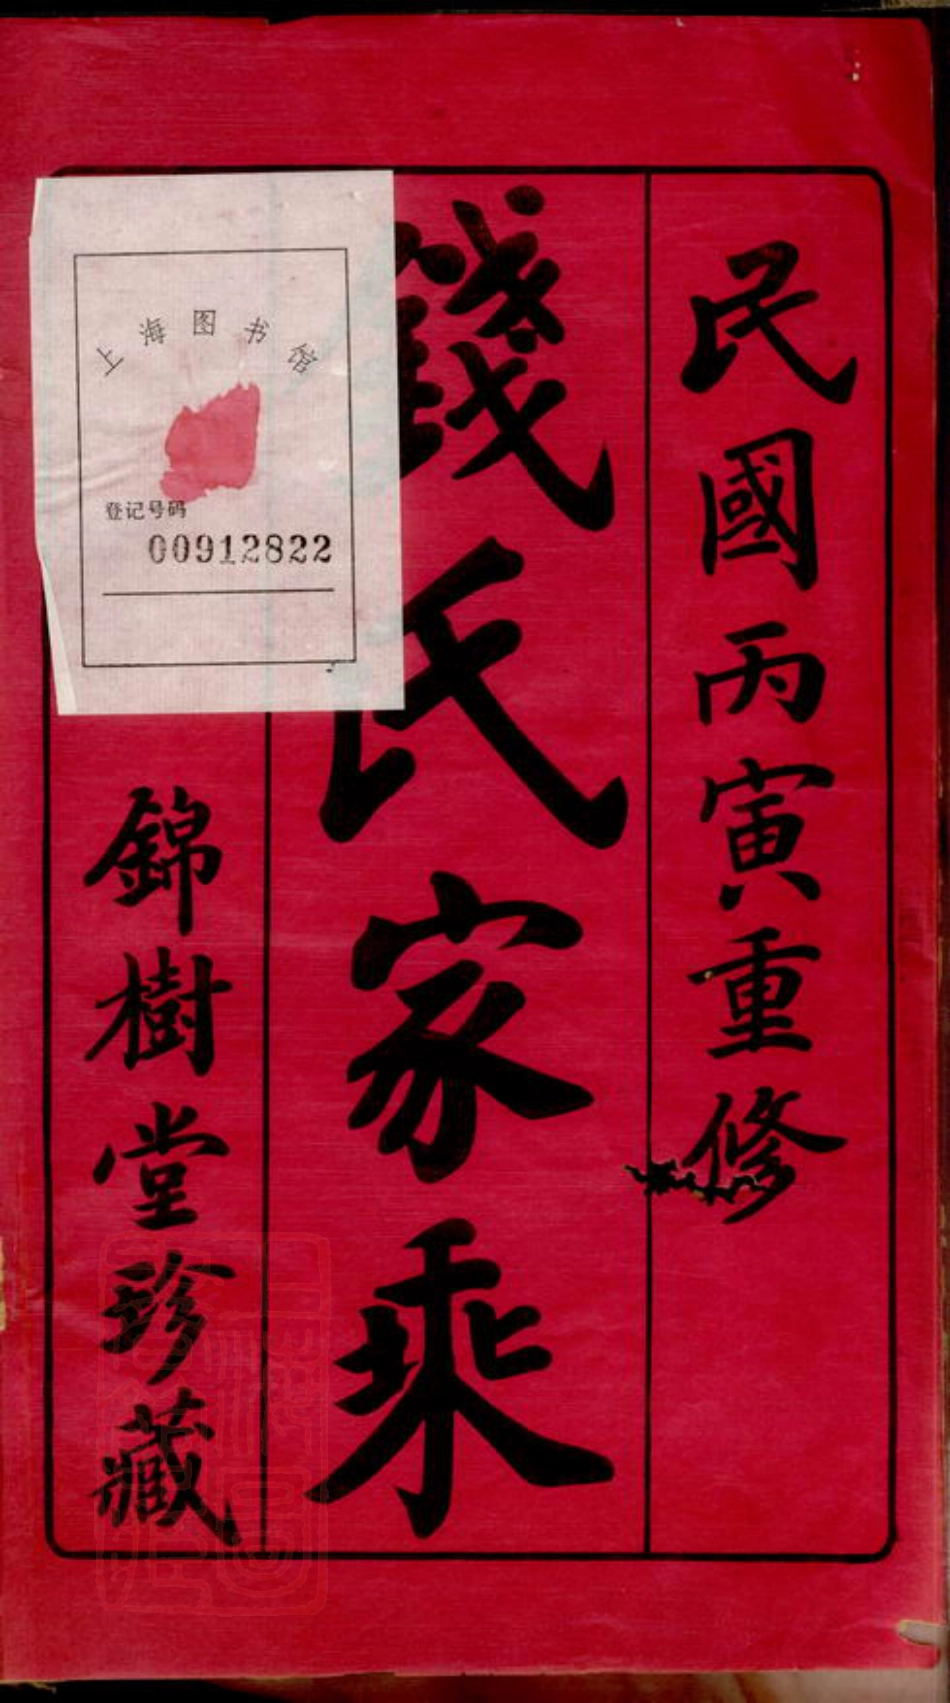 民國丙寅重修
錢氏家乘
錦樹堂珍藏
上海图书馆
登记号码
00912822